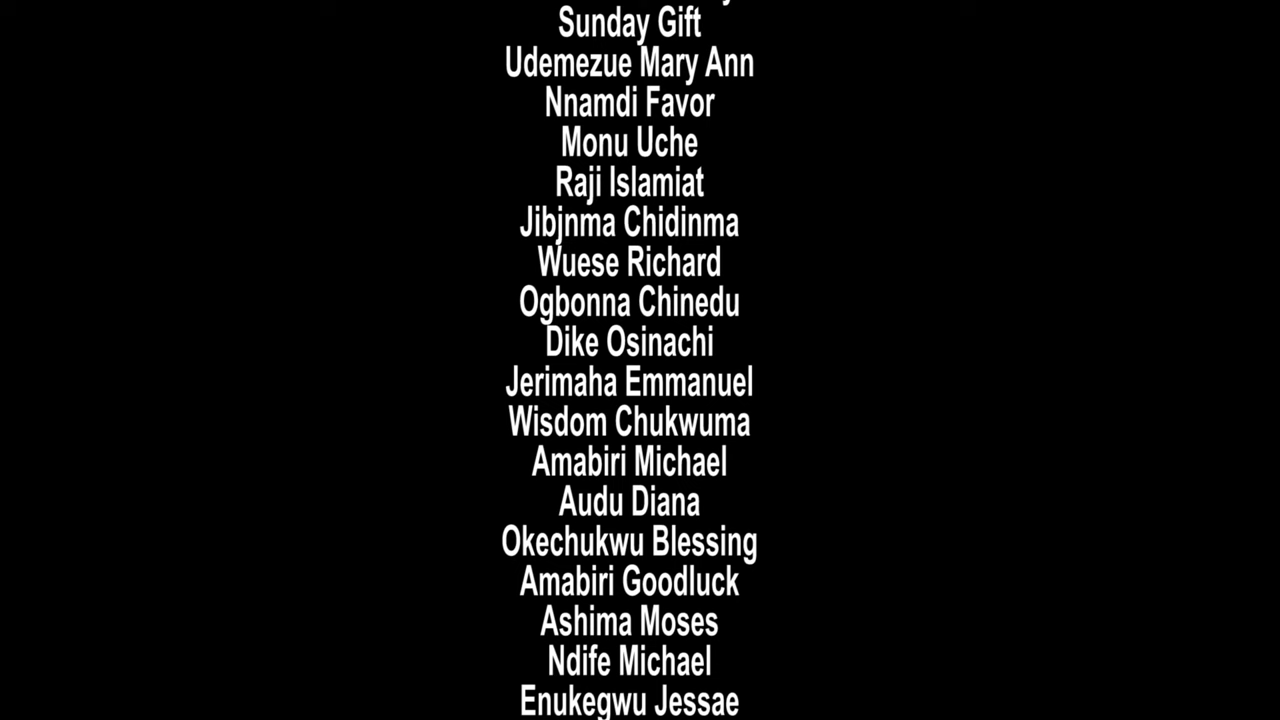 Sunday Gift
Udemezue Mary Ann
Nnamdi Favor
Monu Uche
Raji Islamiat
Jibjnma Chidinma
Wuese Richard
Ogbonna Chinedu
Dike Osinachi
Jerimaha Emmanuel
Wisdom Chukwuma
Amabiri Michael
Audu Diana
Okechukwu Blessing
Amabiri Goodluck
Ashima Moses
Ndife Michael
Enukegwu Jessae